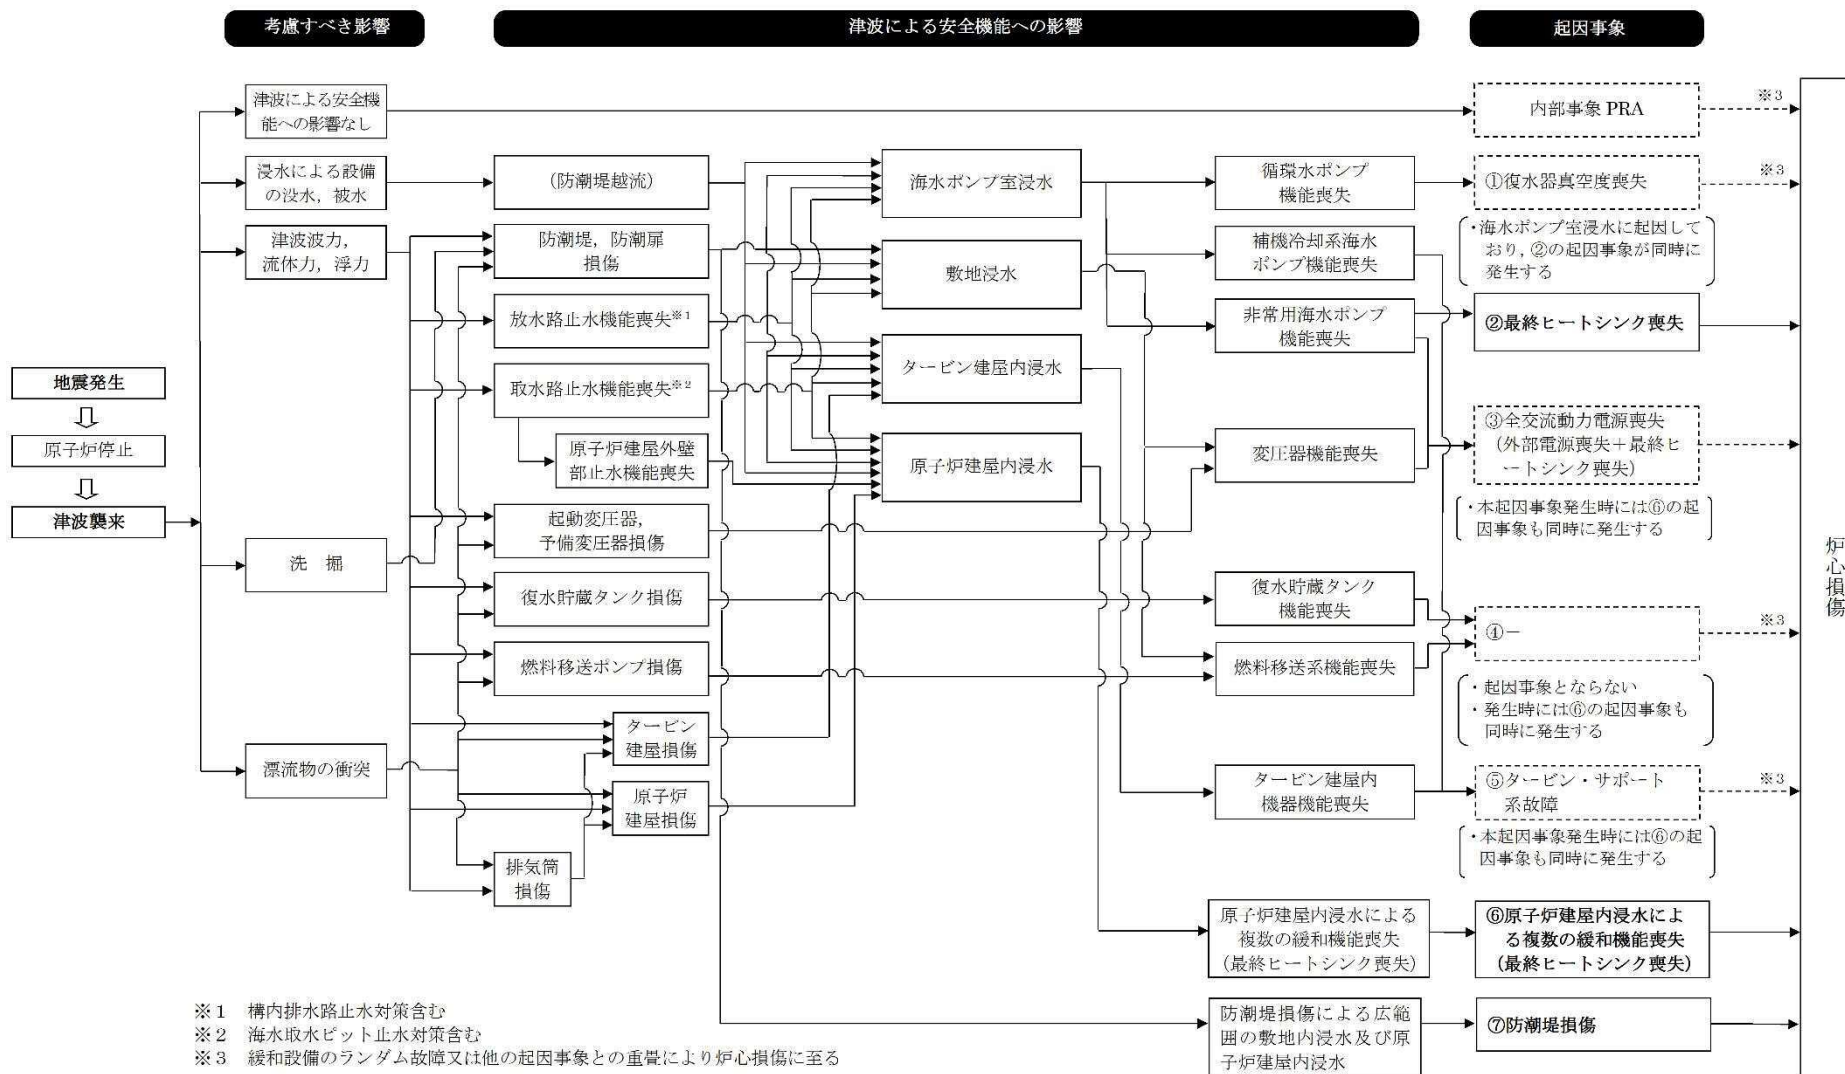 考慮すべき影響
津波による安全機能への影響
起因事象
津波による安全機
能への影響なし
内部事象 PRA
※3
浸水による設備
の没水，被水
（防潮堤越流）
海水ポンプ室浸水
循環水ポンプ
機能喪失
①復水器真空度喪失
※3
・海水ポンプ室浸水に起因して
おり，②の起因事象が同時に
発生する
津波波力，
流体力，浮力
防潮堤，防潮扉
損傷
敷地浸水
補機冷却系海水
ポンプ機能喪失
放水路止水機能喪失※1
非常用海水ポンプ
機能喪失
②最終ヒートシンク喪失
地震発生
原子炉停止
津波襲来
取水路止水機能喪失※2
タービン建屋内浸水
原子炉建屋外壁
部止水機能喪失
原子炉建屋内浸水
変圧器機能喪失
③全交流動力電源喪失
（外部電源喪失＋最終ヒ
ートシンク喪失）
・本起因事象発生時には⑥の起
因事象も同時に発生する
起動変圧器，
予備変圧器損傷
洗　掘
復水貯蔵タンク損傷
復水貯蔵タンク
機能喪失
④－
※3
・起因事象とならない
・発生時には⑥の起因事象も
同時に発生する
燃料移送ポンプ損傷
燃料移送系機能喪失
タービン
建屋損傷
漂流物の衝突
原子炉
建屋損傷
タービン建屋内
機器機能喪失
⑤タービン・サポート
系故障
※3
・本起因事象発生時には⑥の起
因事象も同時に発生する
排気筒
損傷
原子炉建屋内浸水による
複数の緩和機能喪失
（最終ヒートシンク喪失）
⑥原子炉建屋内浸水によ
る複数の緩和機能喪失
（最終ヒートシンク喪失）
防潮堤損傷による広範
囲の敷地内浸水及び原
子炉建屋内浸水
⑦防潮堤損傷
炉心損傷
※1　構内排水路止水対策含む
※2　海水取水ピット止水対策含む
※3　緩和設備のランダム故障又は他の起因事象との重畳により炉心損傷に至る